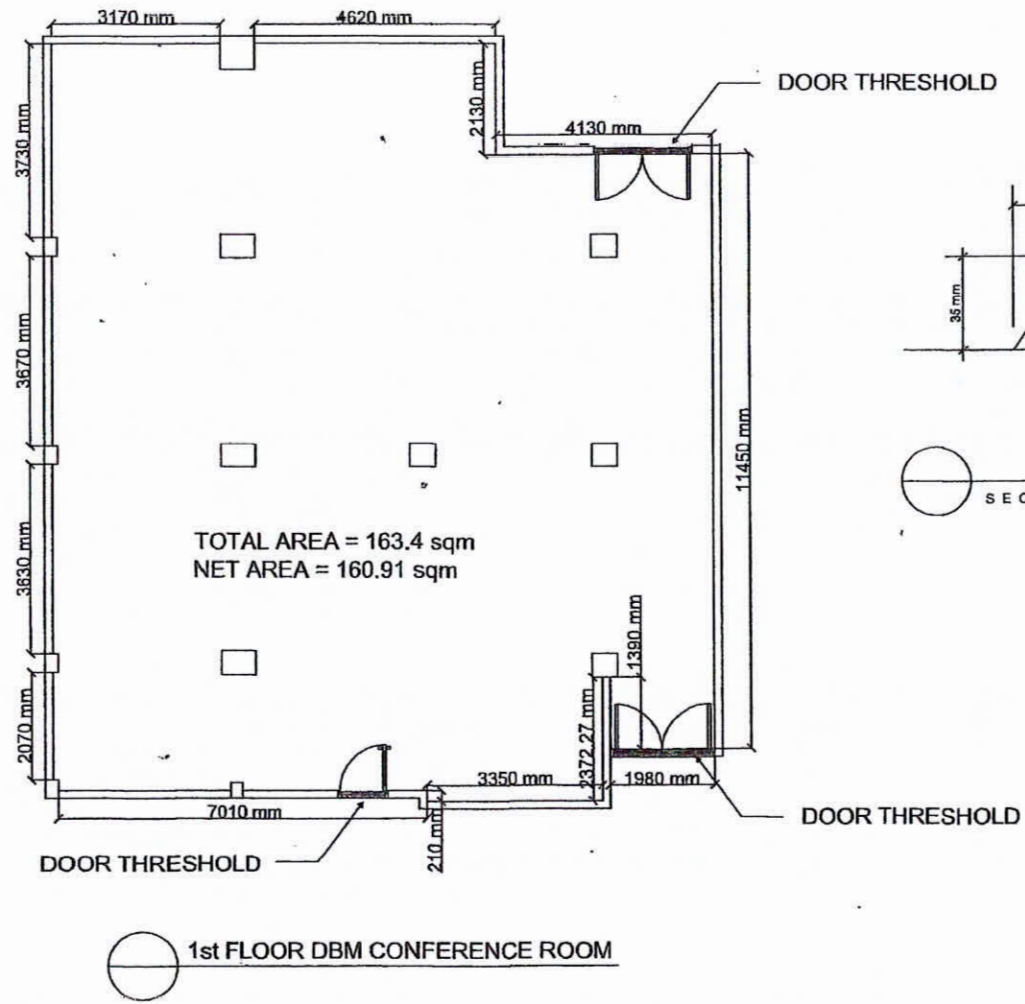 3170 mm
4620 mm
DOOR THRESHOLD
2130 mm
4130 mm
3730 mm
35 mm
3670 mm
11450 mm
SEC
TOTAL AREA = 163.4 sqm
NET AREA = 160.91 sqm
3830 mm
1390 mm
2070 mm
2372.27 mm
3350 mm
1980 mm
7010 mm
210 mm
DOOR THRESHOLD
DOOR THRESHOLD
1st FLOOR DBM CONFERENCE ROOM